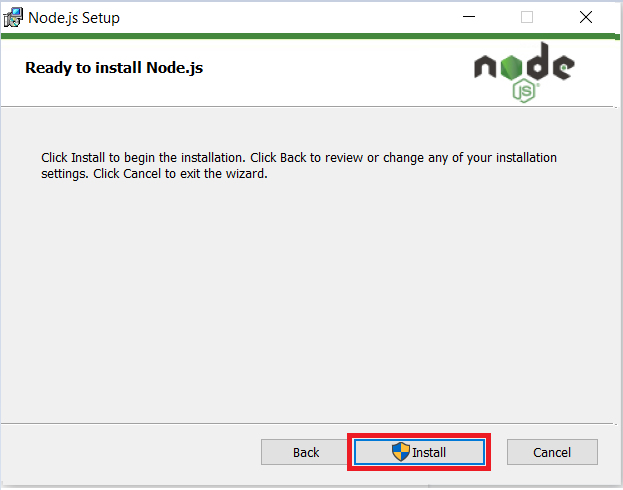 Node.js Setup
Ready to install Node.js
node
JS
Click Install to begin the installation. Click Back to review or change any of your installation
settings. Click Cancel to exit the wizard.
Back
Install
Cancel